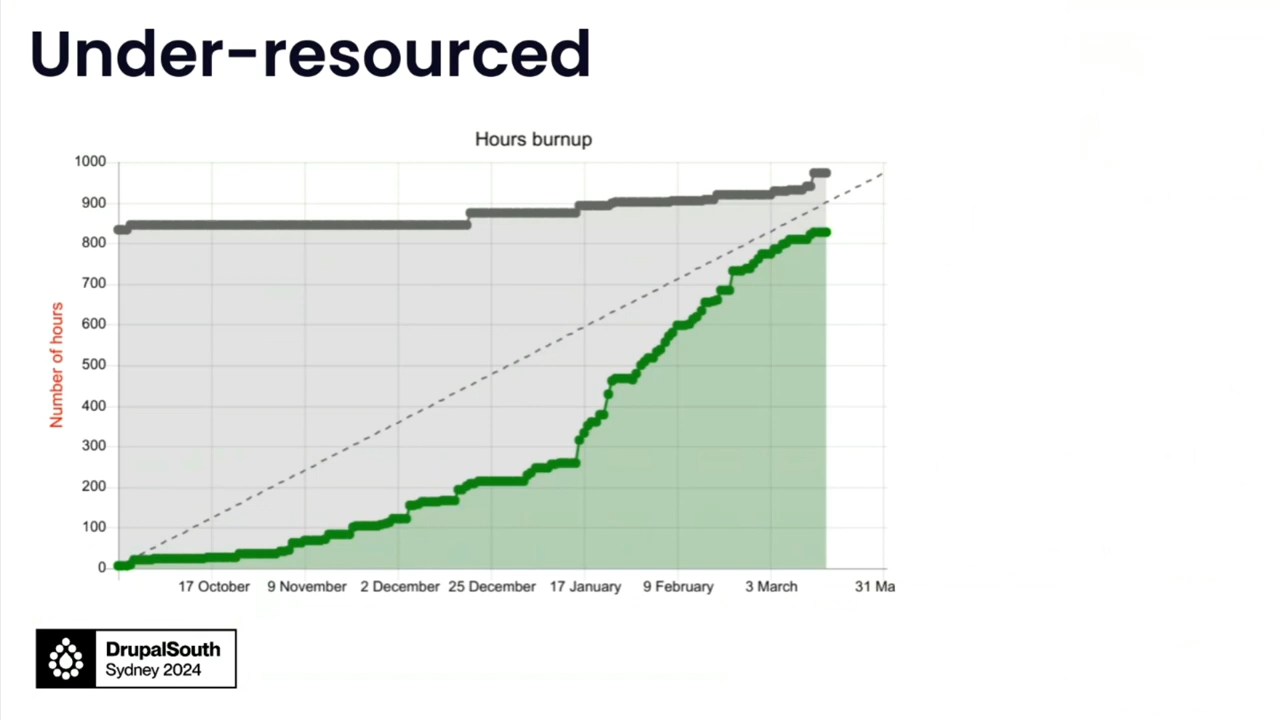 Under-resourced
Hours burnup
Number of hours
1000
900
800
700
600
500
400
300
200
100
0
17 October 9 November 2 December 25 December 17 January 9 February 3 March 31 Ma
DrupalSouth
Sydney 2024